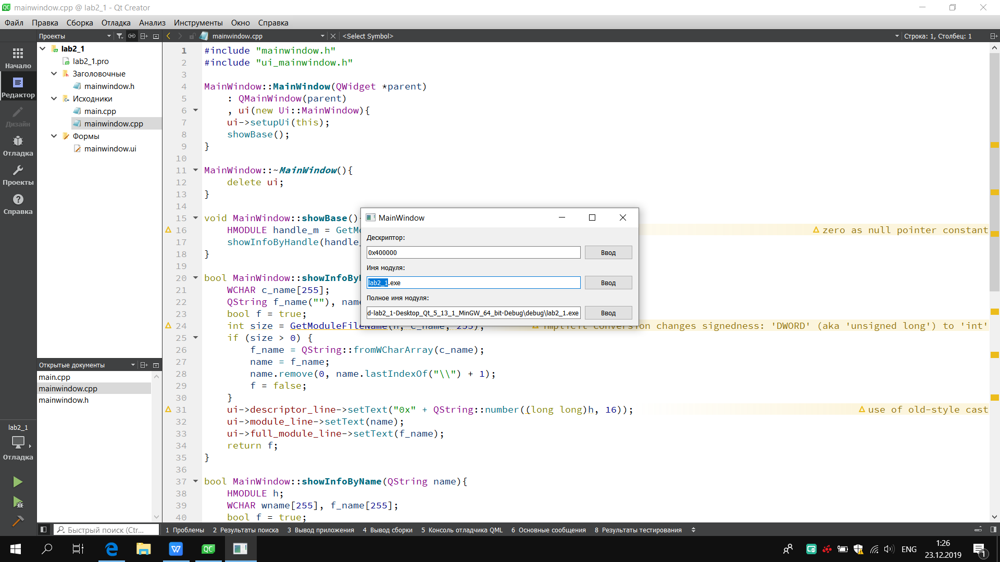 mainwindow.cpp @ lab2_1 - Qt Creator
Файл Правка Сборка Отладка Анализ Инструменты Окно Справка
Проекты
mainwindow.cpp
<Select Symbol>
Строка: 1, Столбец: 1
Начало
Редактор
Дизайн
Отладка
Проекты
Справка
lab2_1
Отладка
lab2_1
lab2_1.pro
Заголовочные
mainwindow.h
Исходники
main.cpp
mainwindow.cpp
Формы
mainwindow.ui
Открытые документы
main.cpp
mainwindow.cpp
mainwindow.h
1 #include "mainwindow.h"
2 #include "ui_mainwindow.h"
3
4 MainWindow::MainWindow(QWidget *parent)
5 : QMainWindow(parent)
6 , ui(new Ui::MainWindow){
7 ui->setupUi(this);
8 showBase();
9 }
10
11 MainWindow::~MainWindow(){
12 delete ui;
13 }
14
15 void MainWindow::showBase()
16 HMODULE handle_m = GetM zero as null pointer constant
17 showInfoByHandle(handle_
18 }
19
20 bool MainWindow::showInfoBy
21 WCHAR c_name[255];
22 QString f_name(""), name
23 bool f = true;
24 int size = GetModuleFileName(h, c_name, 255); implicit conversion changes signedness: 'DWORD' (aka 'unsigned long') to 'int'
25 if (size > 0) {
26 f_name = QString::fromWCharArray(c_name);
27 name = f_name;
28 name.remove(0, name.lastIndexOf("\\") + 1);
29 f = false;
30 }
31 ui->descriptor_line->setText("0x" + QString::number((long long)h, 16)); use of old-style cast
32 ui->module_line->setText(name);
33 ui->full_module_line->setText(f_name);
34 return f;
35 }
36
37 bool MainWindow::showInfoByName(QString name){
38 HMODULE h;
39 WCHAR wname[255], f_name[255];
40 bool f = true;
MainWindow
Дескриптор:
0x400000 Ввод
Имя модуля:
lab2_1.exe Ввод
Полное имя модуля:
d-lab2_1-Desktop_Qt_5_13_1_MinGW_64_bit-Debug\debug\lab2_1.exe Ввод
Быстрый поиск (Ctr...
1 Проблемы 2 Результаты поиска 3 Вывод приложения 4 Вывод сборки 5 Консоль отладчика QML 6 Основные сообщения 8 Результаты тестирования
ENG
1:26
23.12.2019
1